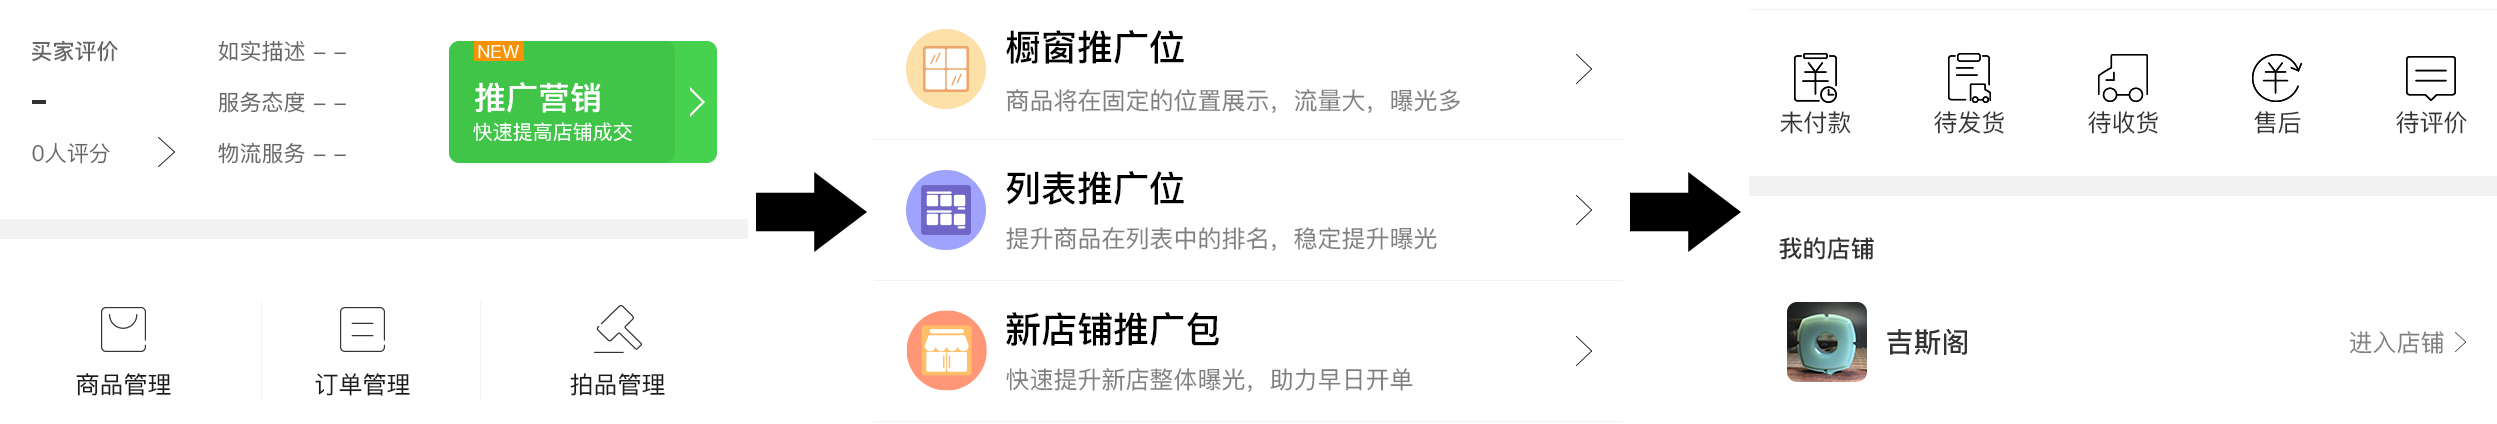 买家评价
如实描述 – –
服务态度 – –
0人评分
物流服务 – –
NEW
推广营销
快速提高店铺成交
商品管理
订单管理
拍品管理
橱窗推广位
商品将在固定的位置展示，流量大，曝光多
列表推广位
提升商品在列表中的排名，稳定提升曝光
新店铺推广包
快速提升新店整体曝光，助力早日开单
未付款
待发货
待收货
售后
待评价
我的店铺
吉斯阁
进入店铺